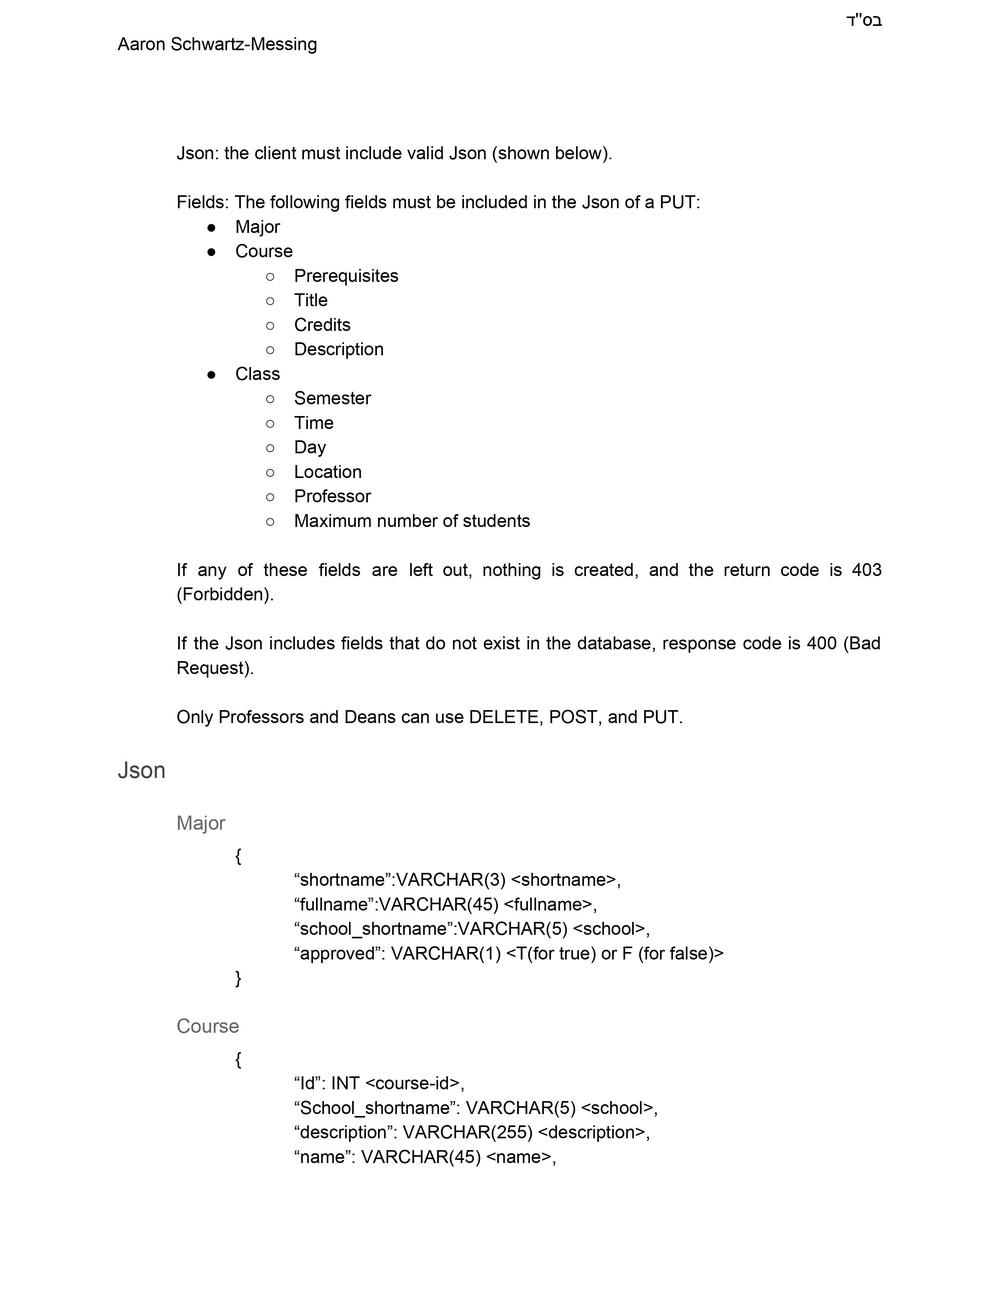 בס"ד
Aaron Schwartz-Messing
Json: the client must include valid Json (shown below).
Fields: The following fields must be included in the Json of a PUT:
● Major
● Course
○ Prerequisites
○ Title
○ Credits
○ Description
● Class
○ Semester
○ Time
○ Day
○ Location
○ Professor
○ Maximum number of students
If any of these fields are left out, nothing is created, and the return code is 403
(Forbidden).
If the Json includes fields that do not exist in the database, response code is 400 (Bad
Request).
Only Professors and Deans can use DELETE, POST, and PUT.
Json
Major
{
“shortname”:VARCHAR(3) <shortname>,
“fullname”:VARCHAR(45) <fullname>,
“school_shortname”:VARCHAR(5) <school>,
“approved”: VARCHAR(1) <T(for true) or F (for false)>
}
Course
{
“Id”: INT <course-id>,
“School_shortname”: VARCHAR(5) <school>,
“description”: VARCHAR(255) <description>,
“name”: VARCHAR(45) <name>,